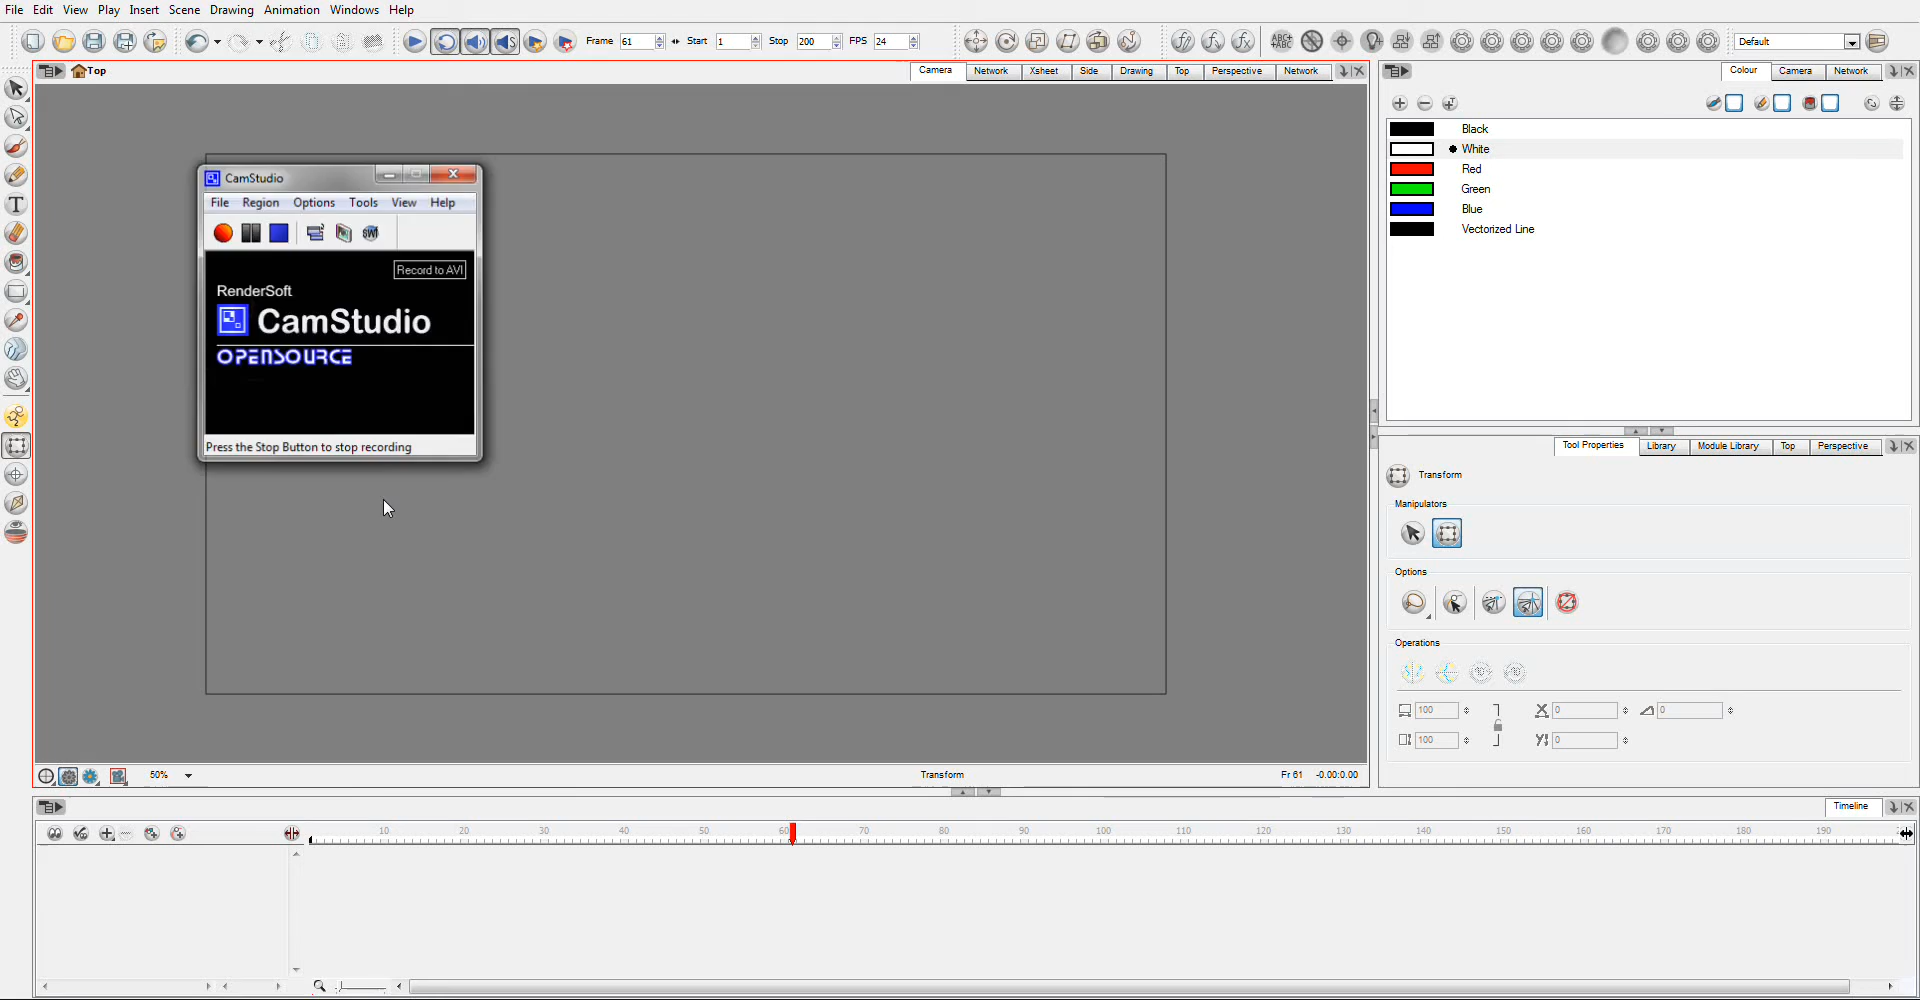 File Edit View Play Insert Scene Drawing Animation Windows Help
Frame 61 Start 1 Stop 200 FPS 24 Default
Top Camera Network Xsheet Side Drawing Top Perspective Network
Colour Camera Network
CamStudio
File Region Options Tools View Help
Record to AVI
RenderSoft
CamStudio
OPENSOURCE
Press the Stop Button to stop recording
Black
White
Red
Green
Blue
Vectorized Line
Tool Properties Library Module Library Top Perspective
Transform
Manipulators
Options
Operations
100 X 0 0
100 Y 0
50% Transform Fr 61 -0.00:0.00
Timeline
10 20 30 40 50 60 70 80 90 100 110 120 130 140 150 160 170 180 190